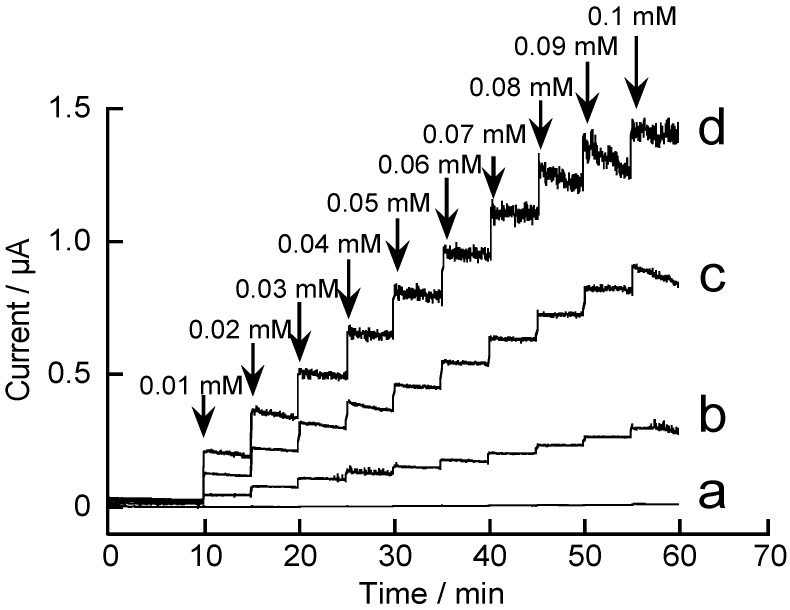 0.1 mM
0.09 mM
0.08 mM
0.07 mM
0.06 mM
0.05 mM
0.04 mM
0.03 mM
0.02 mM
0.01 mM
1.5
1.0
0.5
0
Current / µA
d
c
b
a
0 10 20 30 40 50 60 70
Time / min